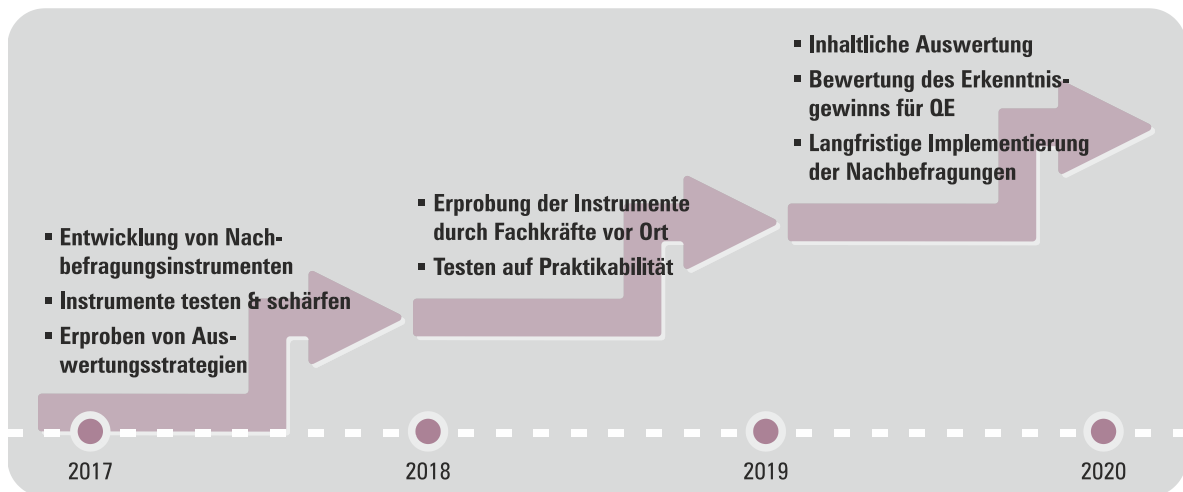 ▪ Entwicklung von Nach-
befragungsinstrumenten
▪ Instrumente testen & schärfen
▪ Erproben von Aus-
wertungsstrategien
▪ Erprobung der Instrumente
durch Fachkräfte vor Ort
▪ Testen auf Praktikabilität
▪ Inhaltliche Auswertung
▪ Bewertung des Erkenntnis-
gewinns für QE
▪ Langfristige Implementierung
der Nachbefragungen
2017
2018
2019
2020